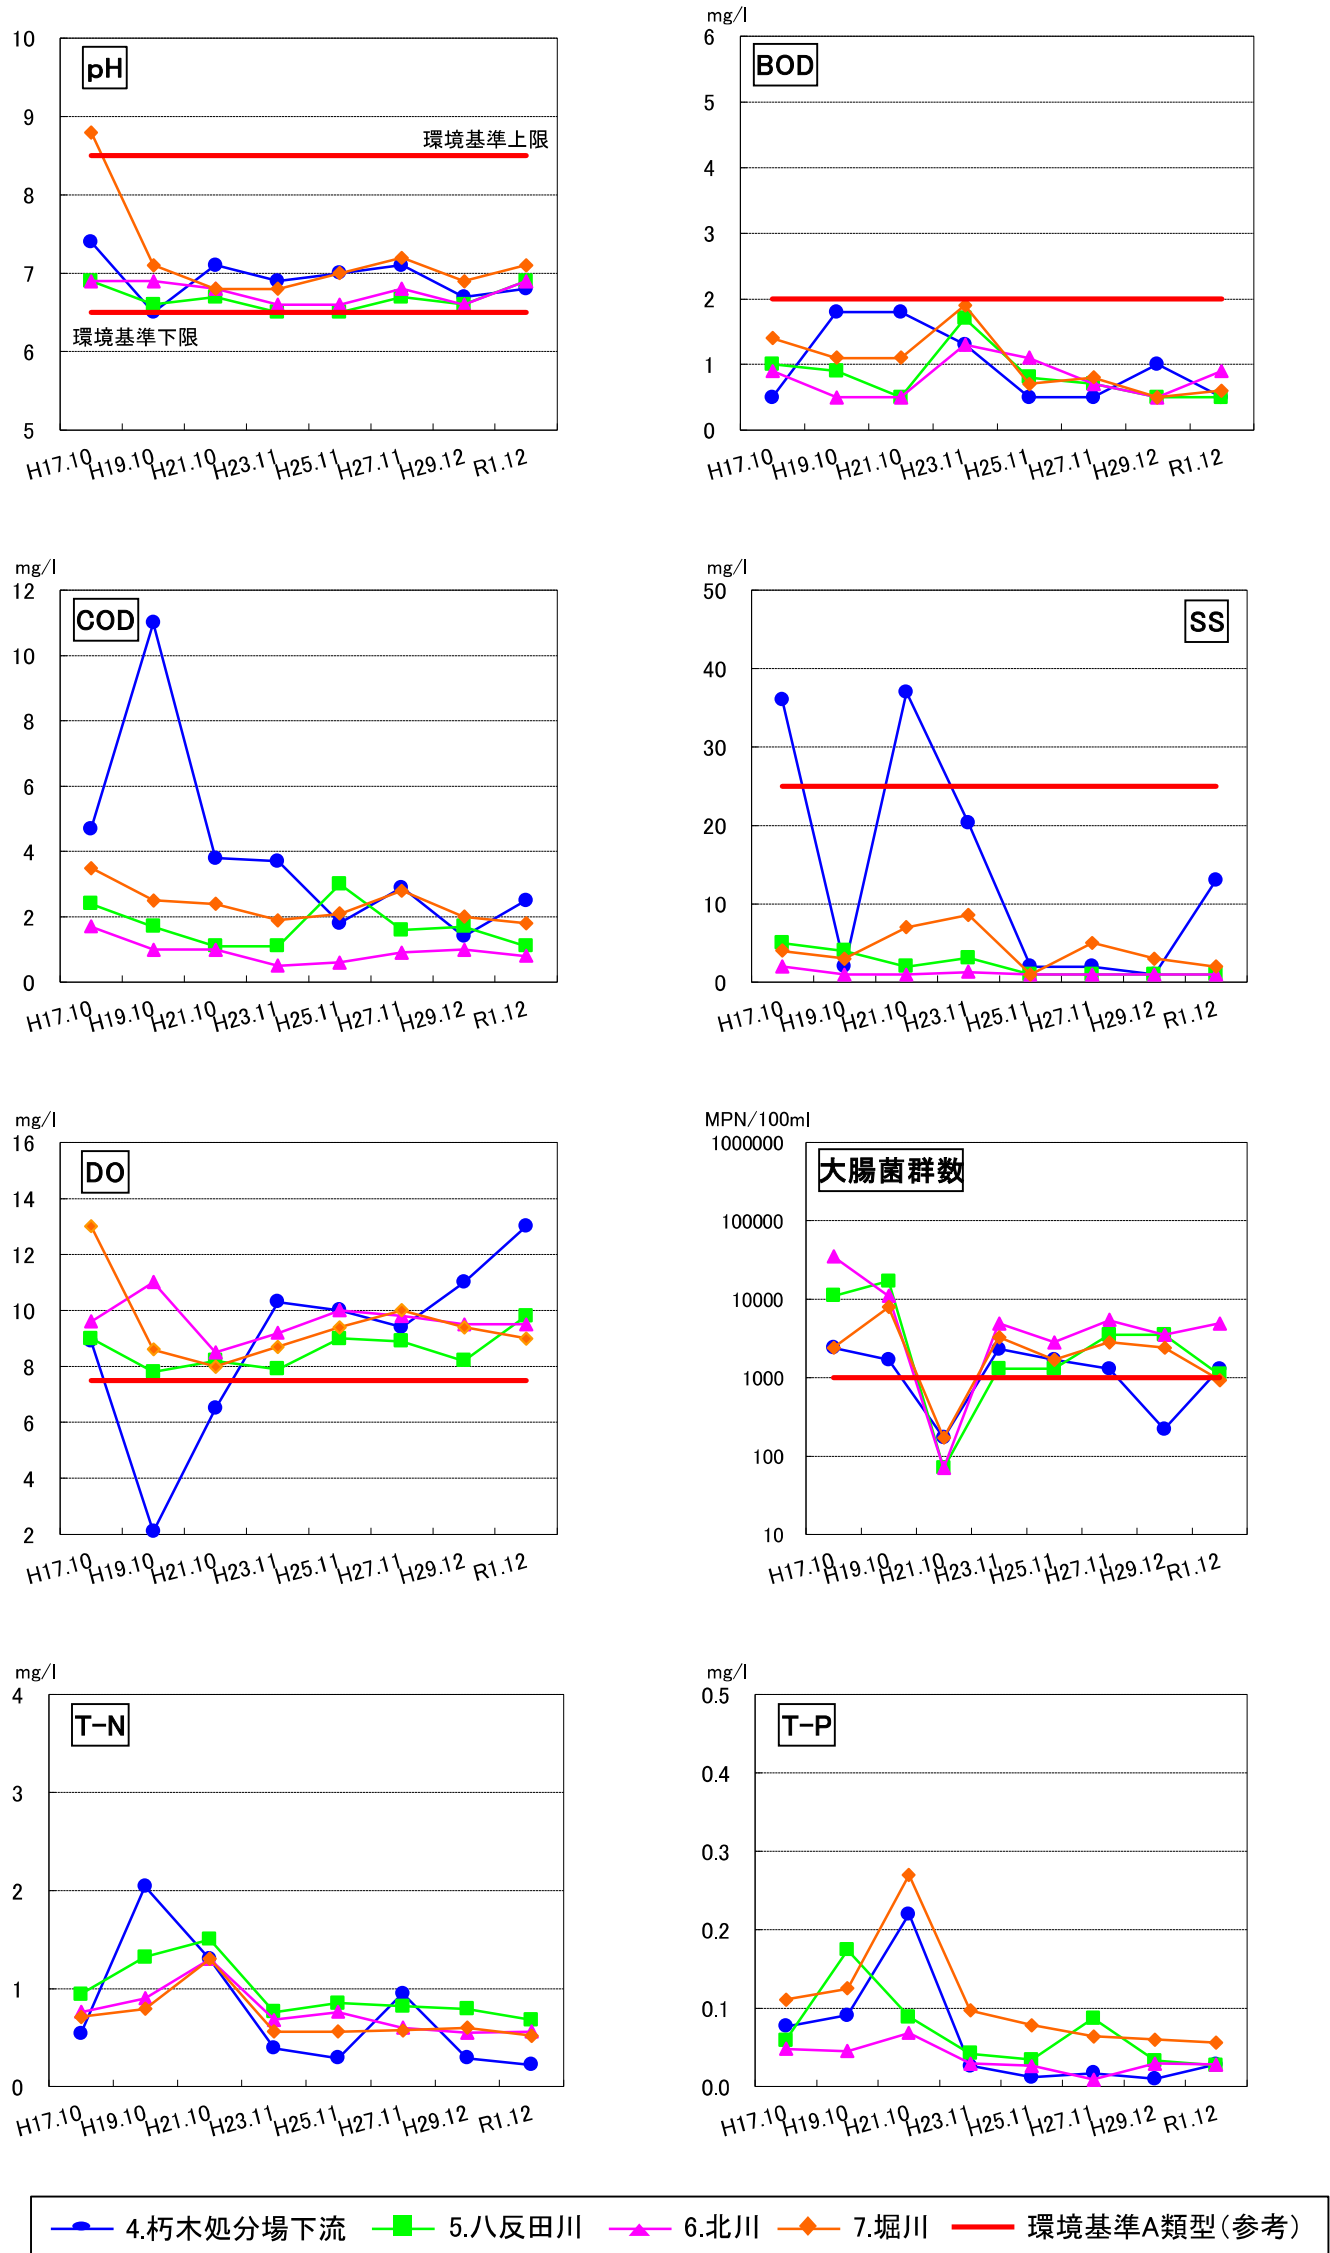 pH
10
9
8
7
6
5
環境基準上限
環境基準下限
H17.10 H19.10 H21.10 H23.11 H25.11 H27.11 H29.12 R1.12
mg/l
BOD
6
5
4
3
2
1
0
H17.10 H19.10 H21.10 H23.11 H25.11 H27.11 H29.12 R1.12
mg/l
COD
12
10
8
6
4
2
0
H17.10 H19.10 H21.10 H23.11 H25.11 H27.11 H29.12 R1.12
mg/l
SS
50
40
30
20
10
0
H17.10 H19.10 H21.10 H23.11 H25.11 H27.11 H29.12 R1.12
mg/l
DO
16
14
12
10
8
6
4
2
H17.10 H19.10 H21.10 H23.11 H25.11 H27.11 H29.12 R1.12
MPN/100ml
大腸菌群数
1000000
100000
10000
1000
100
10
H17.10 H19.10 H21.10 H23.11 H25.11 H27.11 H29.12 R1.12
mg/l
T-N
4
3
2
1
0
H17.10 H19.10 H21.10 H23.11 H25.11 H27.11 H29.12 R1.12
mg/l
T-P
0.5
0.4
0.3
0.2
0.1
0.0
H17.10 H19.10 H21.10 H23.11 H25.11 H27.11 H29.12 R1.12
4.朽木処分場下流 5.八反田川 6.北川 7.堀川 環境基準A類型(参考)